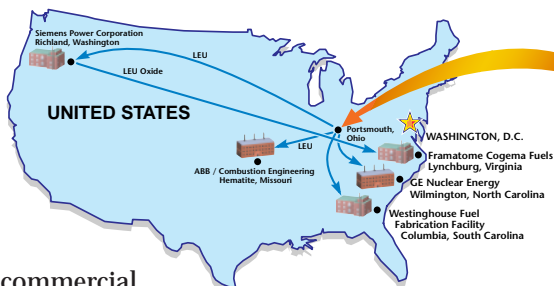 Siemens Power Corporation
Richland, Washington
LEU
LEU Oxide
UNITED STATES
Portsmouth,
Ohio
WASHINGTON, D.C.
LEU
Framatome Cogema Fuels
Lynchburg, Virginia
ABB / Combustion Engineering
Hematite, Missouri
GE Nuclear Energy
Wilmington, North Carolina
Westinghouse Fuel
Fabrication Facility
Columbia, South Carolina
commercial